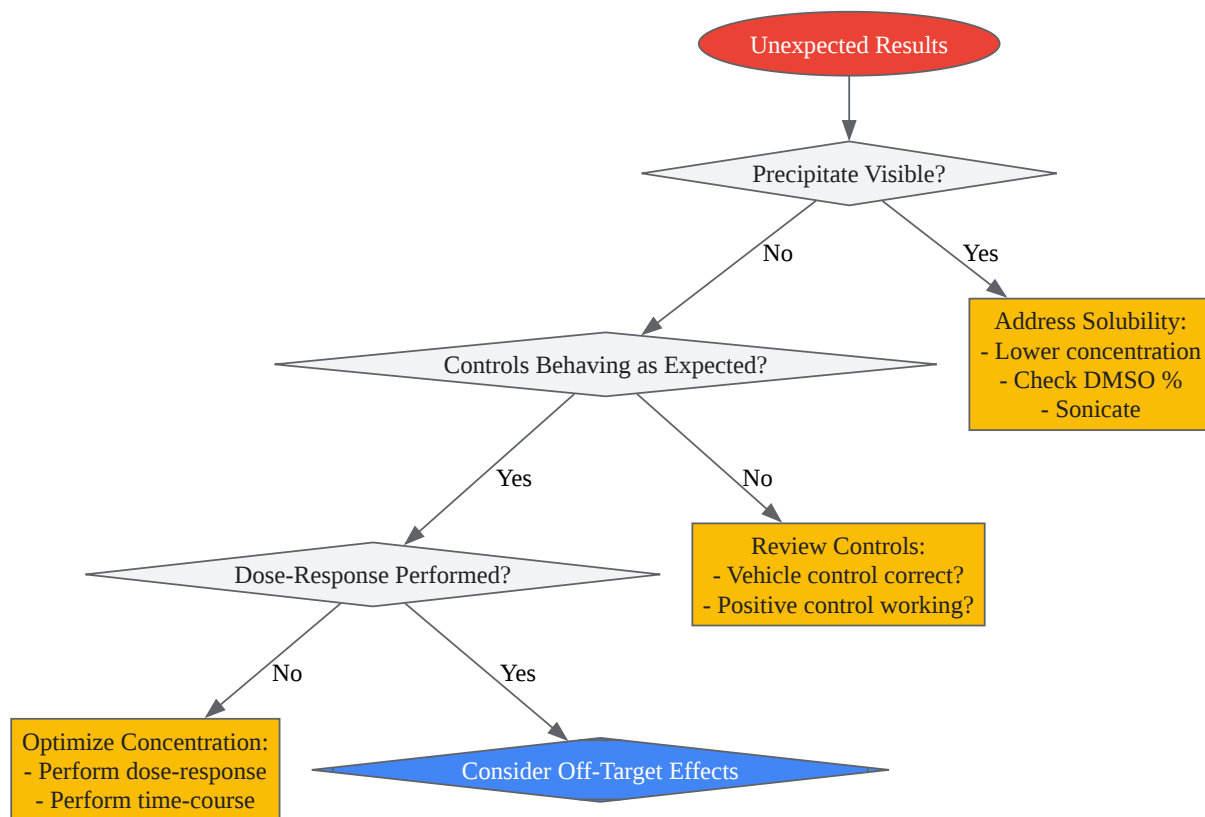 Unexpected Results
Precipitate Visible?
No
Yes
Address Solubility:
- Lower concentration
- Check DMSO %
- Sonicate
Controls Behaving as Expected?
Yes
No
Review Controls:
- Vehicle control correct?
- Positive control working?
Dose-Response Performed?
No
Yes
Optimize Concentration:
- Perform dose-response
- Perform time-course
Consider Off-Target Effects